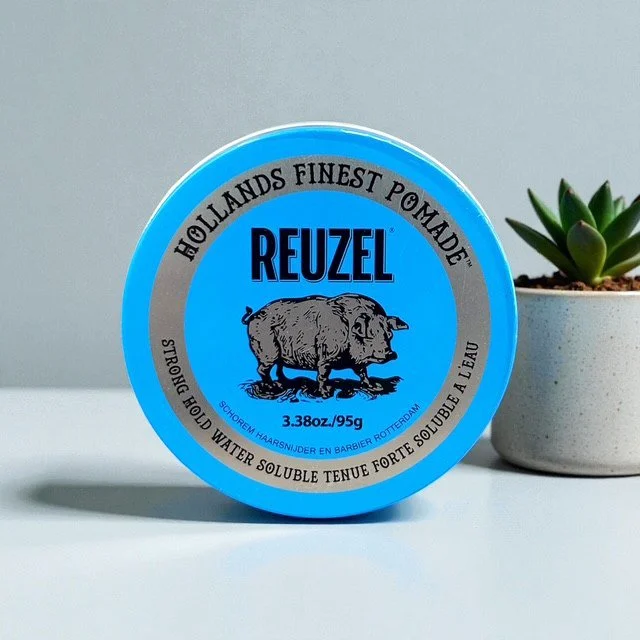 HOLLANDS FINEST POMADE™
REUZEL®
3.38oz./95g
SCHOREM HAARSNIJDER EN BARBIER ROTTERDAM
STRONG HOLD WATER SOLUBLE TENUE FORTE SOLUBLE A L'EAU